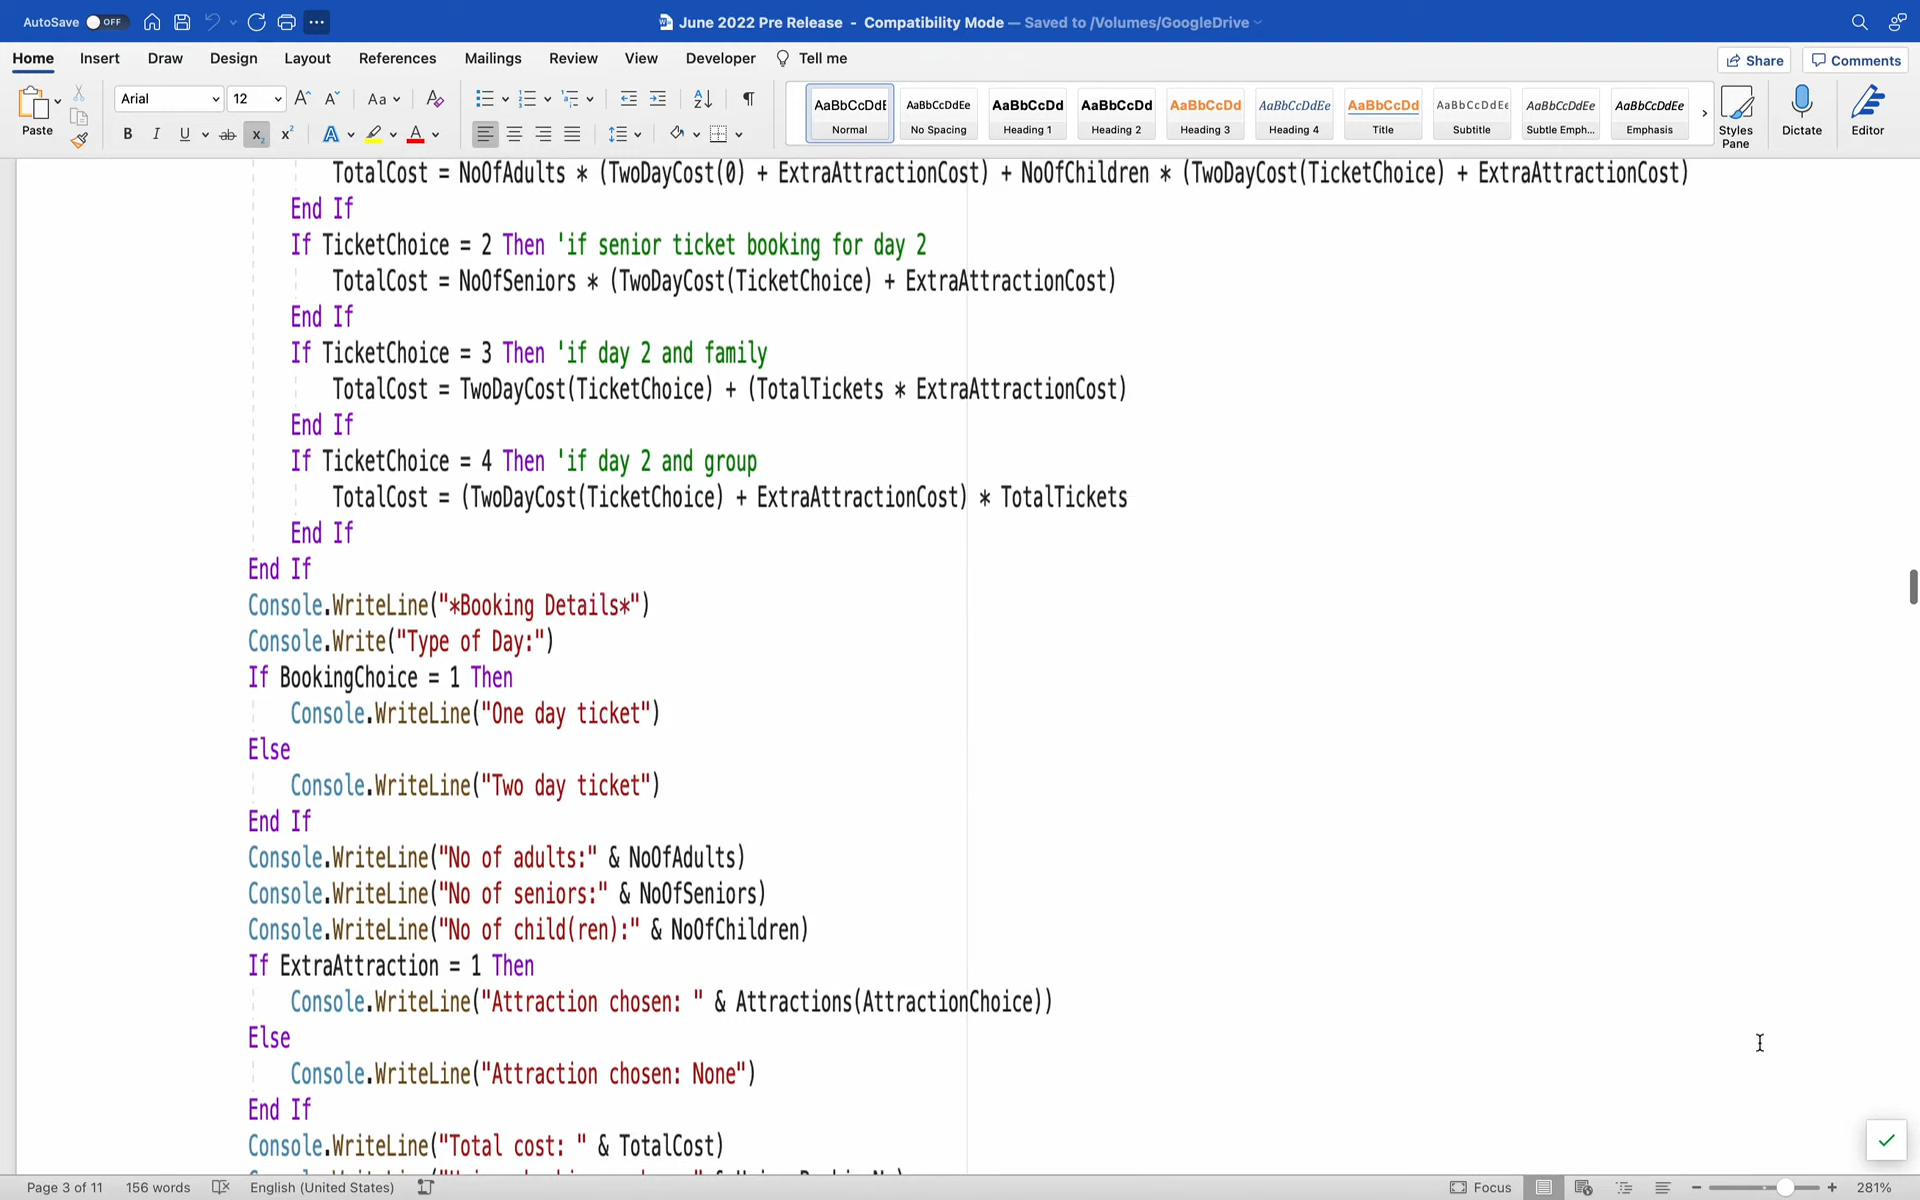 AutoSave OFF
June 2022 Pre Release - Compatibility Mode — Saved to /Volumes/GoogleDrive
Home Insert Draw Design Layout References Mailings Review View Developer Tell me
Share Comments
Paste
Arial 12
Aa
AaBbCcDdE AaBbCcDdEe AaBbCcDd AaBbCcDd AaBbCcDd AaBbCcDdEe AaBbCcDd AaBbCcDdEe AaBbCcDdEe AaBbCcDdEe
Normal No Spacing Heading 1 Heading 2 Heading 3 Heading 4 Title Subtitle Subtle Emph... Emphasis
Styles Pane
Dictate
Editor
TotalCost = NoOfAdults * (TwoDayCost(0) + ExtraAttractionCost) + NoOfChildren * (TwoDayCost(TicketChoice) + ExtraAttractionCost)
End If
If TicketChoice = 2 Then 'if senior ticket booking for day 2
TotalCost = NoOfSeniors * (TwoDayCost(TicketChoice) + ExtraAttractionCost)
End If
If TicketChoice = 3 Then 'if day 2 and family
TotalCost = TwoDayCost(TicketChoice) + (TotalTickets * ExtraAttractionCost)
End If
If TicketChoice = 4 Then 'if day 2 and group
TotalCost = (TwoDayCost(TicketChoice) + ExtraAttractionCost) * TotalTickets
End If
End If
Console.WriteLine("*Booking Details*")
Console.Write("Type of Day:")
If BookingChoice = 1 Then
Console.WriteLine("One day ticket")
Else
Console.WriteLine("Two day ticket")
End If
Console.WriteLine("No of adults:" & NoOfAdults)
Console.WriteLine("No of seniors:" & NoOfSeniors)
Console.WriteLine("No of child(ren):" & NoOfChildren)
If ExtraAttraction = 1 Then
Console.WriteLine("Attraction chosen: " & Attractions(AttractionChoice))
Else
Console.WriteLine("Attraction chosen: None")
End If
Console.WriteLine("Total cost: " & TotalCost)
Page 3 of 11 156 words English (United States) Focus 281%